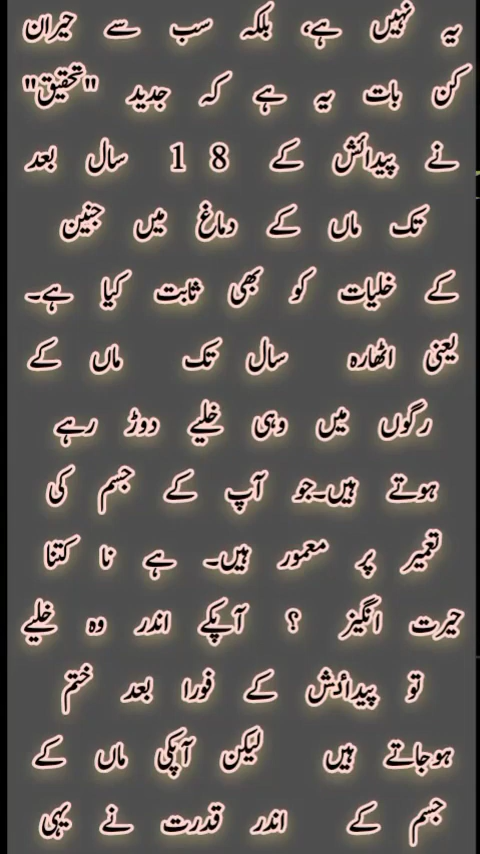 یہ نہیں ہے، بلکہ سب سے حیران
کن بات یہ ہے کہ جدید "تحقیق"
نے پیدائش کے 18 سال بعد
تک ماں کے دماغ میں جنین
کے خلیات کو بھی ثابت کیا ہے۔
یعنی اٹھارہ سال تک ماں کے
رگوں میں وہی خلیے دوڑ رہے
ہوتے ہیں۔جو آپ کے جسم کی
تعمیر پر معمور ہیں۔ ہے نا کتنا
حیرت انگیز ؟ آپکے اندر وہ خلیے
تو پیدائش کے فورا بعد ختم
ہوجاتے ہیں لیکن آپکی ماں کے
جسم کے اندر قدرت نے یہی